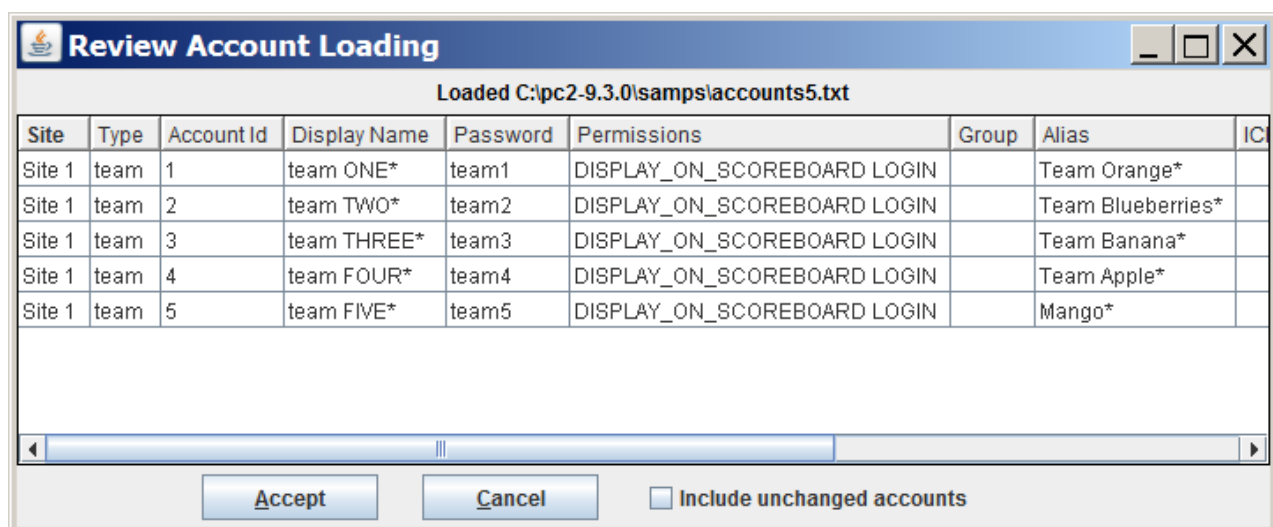 Review Account Loading
Loaded C:\pc2-9.3.0\samps\accounts5.txt
Site Type Account Id Display Name Password Permissions Group Alias
Site 1 team 1 team ONE* team1 DISPLAY_ON_SCOREBOARD LOGIN Team Orange*
Site 1 team 2 team TWO* team2 DISPLAY_ON_SCOREBOARD LOGIN Team Blueberries*
Site 1 team 3 team THREE* team3 DISPLAY_ON_SCOREBOARD LOGIN Team Banana*
Site 1 team 4 team FOUR* team4 DISPLAY_ON_SCOREBOARD LOGIN Team Apple*
Site 1 team 5 team FIVE* team5 DISPLAY_ON_SCOREBOARD LOGIN Mango*
Accept Cancel Include unchanged accounts